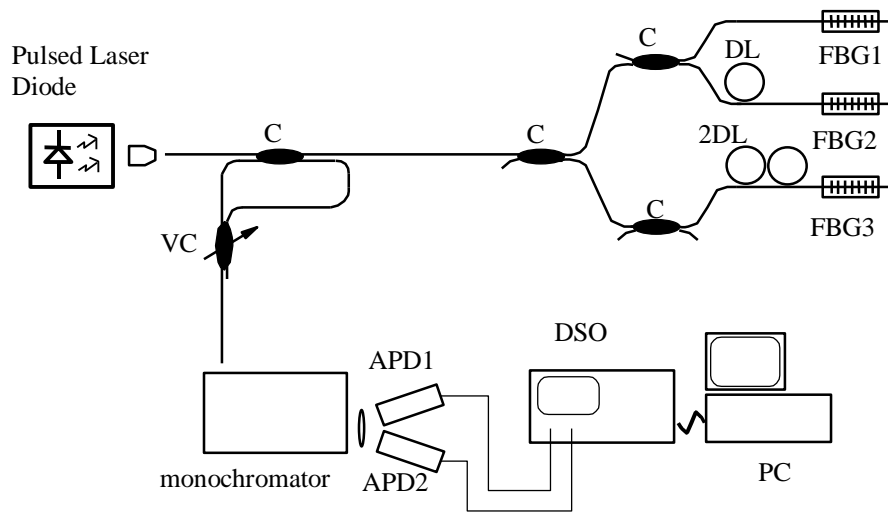 Pulsed Laser
Diode
C
C
C
DL
FBG1
FBG2
2DL
C
FBG3
VC
APD1
DSO
monochromator
APD2
PC